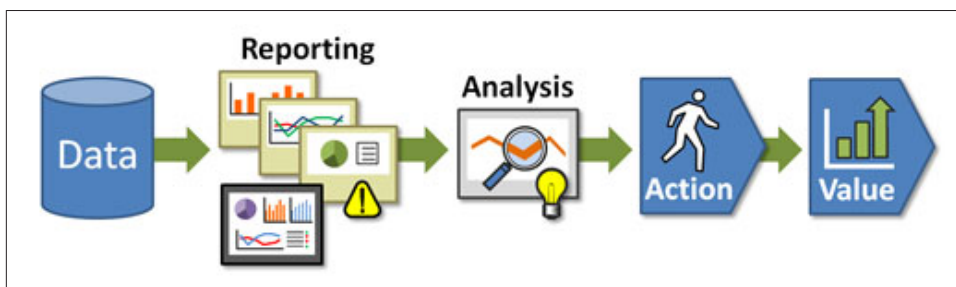 Data
Reporting
Analysis
Action
Value